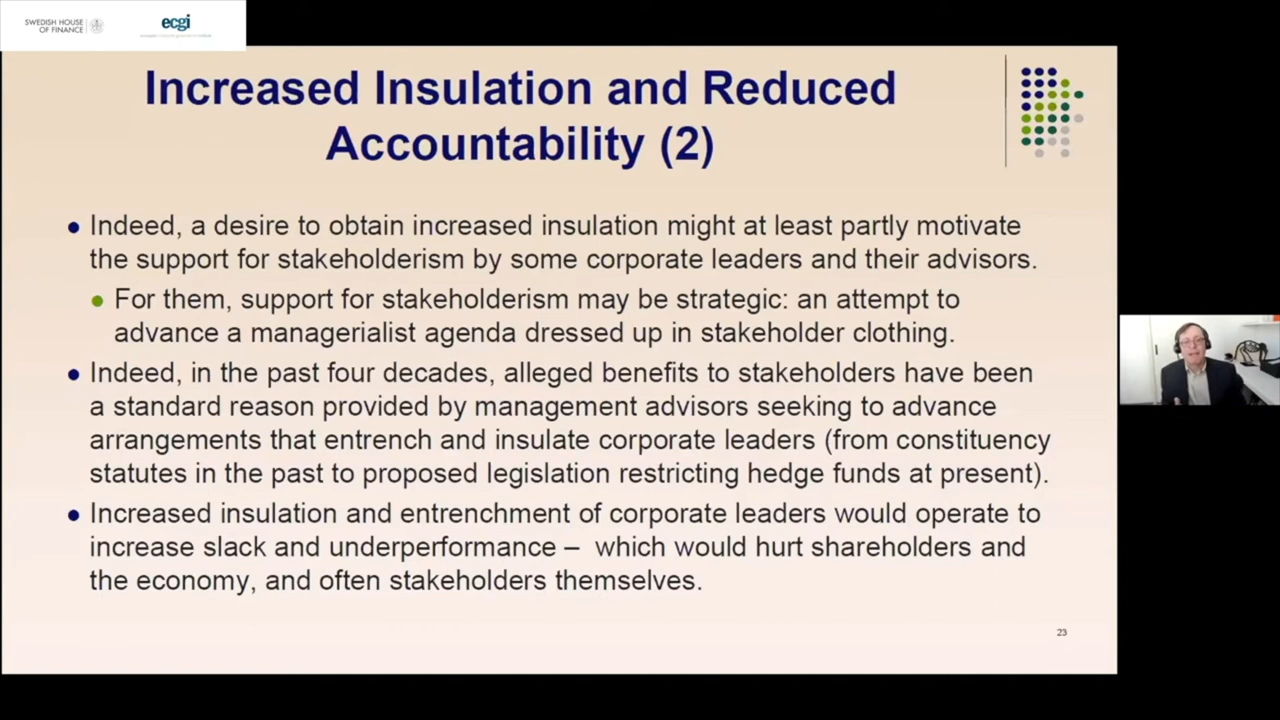 SWEDISH HOUSE
OF FINANCE
ecgi
Increased Insulation and Reduced
Accountability (2)
Indeed, a desire to obtain increased insulation might at least partly motivate
the support for stakeholderism by some corporate leaders and their advisors.
For them, support for stakeholderism may be strategic: an attempt to
advance a managerialist agenda dressed up in stakeholder clothing.
Indeed, in the past four decades, alleged benefits to stakeholders have been
a standard reason provided by management advisors seeking to advance
arrangements that entrench and insulate corporate leaders (from constituency
statutes in the past to proposed legislation restricting hedge funds at present).
Increased insulation and entrenchment of corporate leaders would operate to
increase slack and underperformance – which would hurt shareholders and
the economy, and often stakeholders themselves.
23